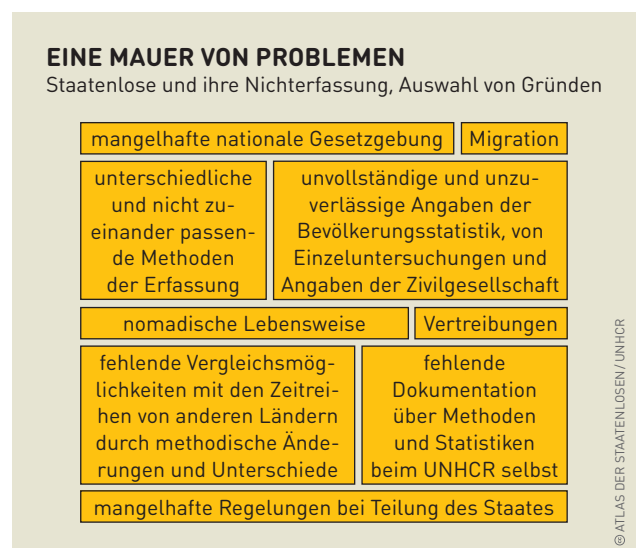 EINE MAUER VON PROBLEMEN
Staatenlose und ihre Nichterfassung, Auswahl von Gründen
mangelhafte nationale Gesetzgebung
Migration
unterschiedliche
und nicht zu-
einander passen-
de Methoden
der Erfassung
unvollständige und unzu-
verlässige Angaben der
Bevölkerungsstatistik, von
Einzeluntersuchungen und
Angaben der Zivilgesellschaft
nomadische Lebensweise
Vertreibungen
fehlende Vergleichsmög-
lichkeiten mit den Zeitrei-
hen von anderen Ländern
durch methodische Ände-
rungen und Unterschiede
fehlende
Dokumentation
über Methoden
und Statistiken
beim UNHCR selbst
mangelhafte Regelungen bei Teilung des Staates
🅭 ATLAS DER STAATENLOSEN / UNHCR